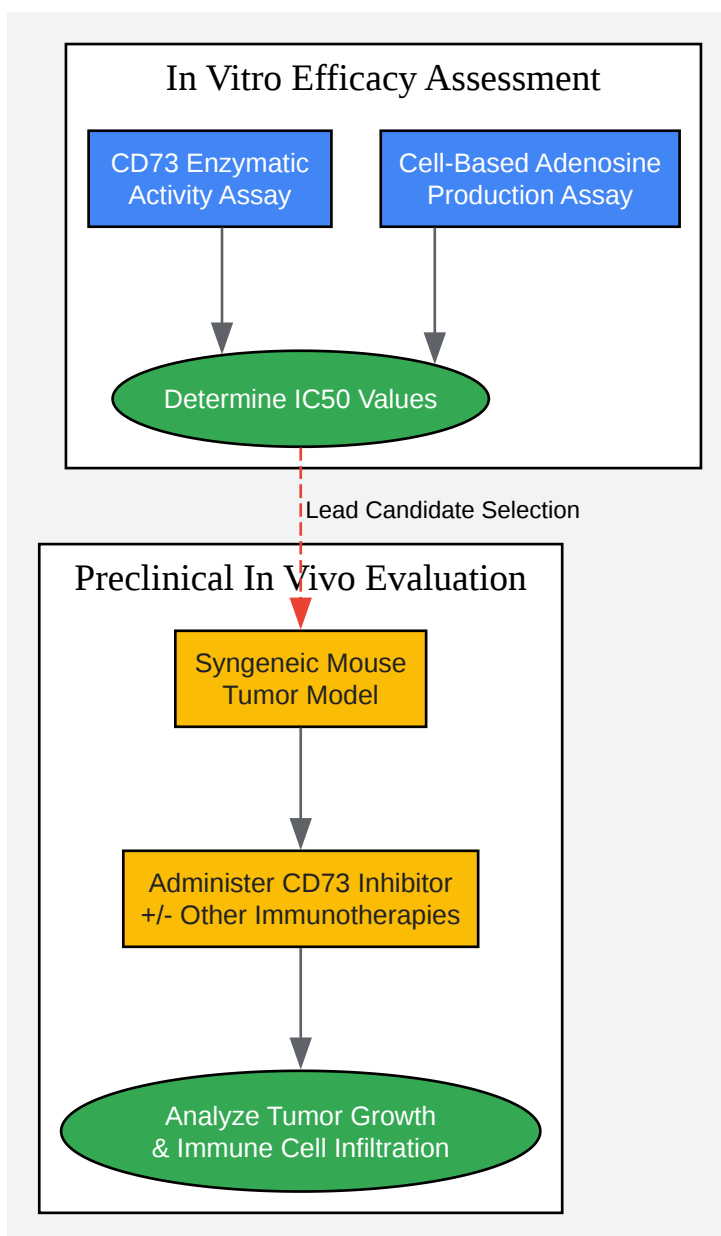 In Vitro Efficacy Assessment
CD73 Enzymatic
Activity Assay
Cell-Based Adenosine
Production Assay
Determine IC50 Values
Lead Candidate Selection
Preclinical In Vivo Evaluation
Syngeneic Mouse
Tumor Model
Administer CD73 Inhibitor
+/- Other Immunotherapies
Analyze Tumor Growth
& Immune Cell Infiltration